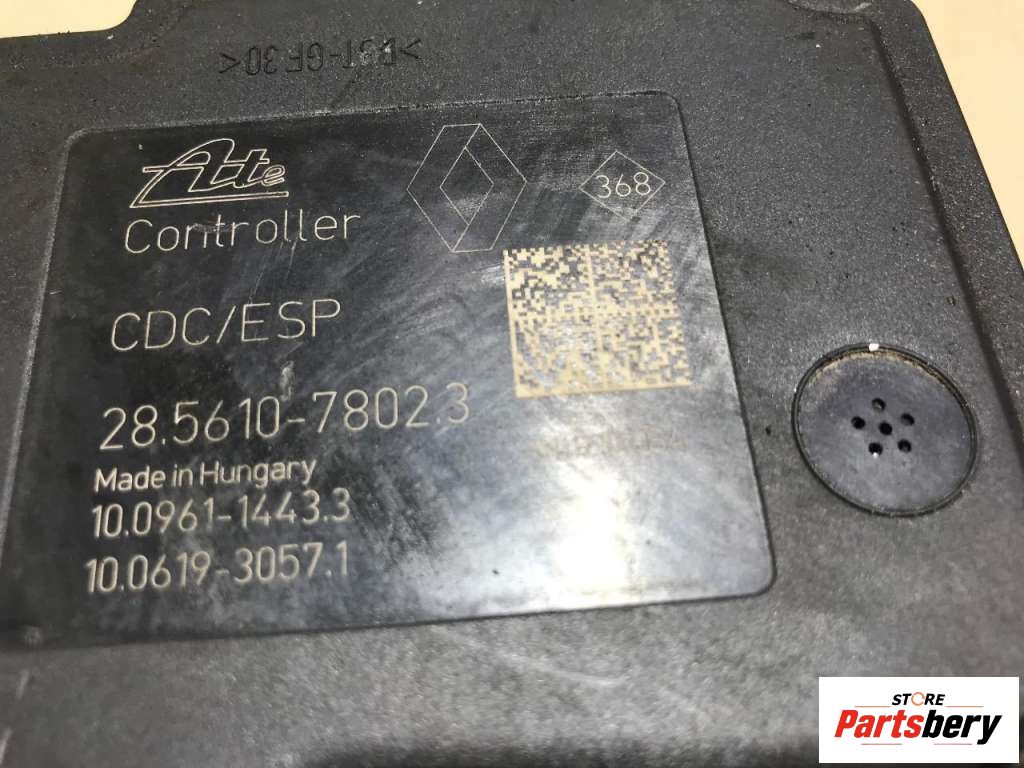 >PBT-GF30<
Ate
368
Controller
CDC/ESP
28.5610-7802.3
Made in Hungary
10.0961-1443.3
10.0619-3057.1
STORE
Partsbery